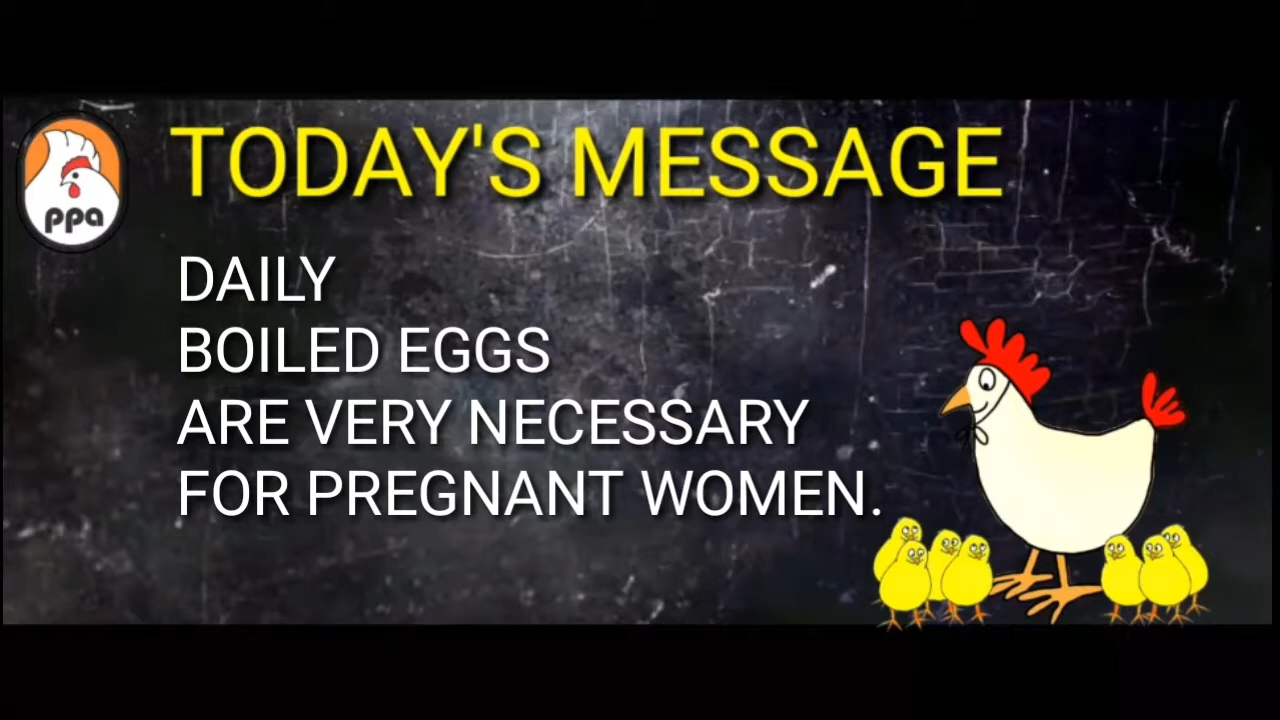 ppa
TODAY'S MESSAGE
DAILY
BOILED EGGS
ARE VERY NECESSARY
FOR PREGNANT WOMEN.